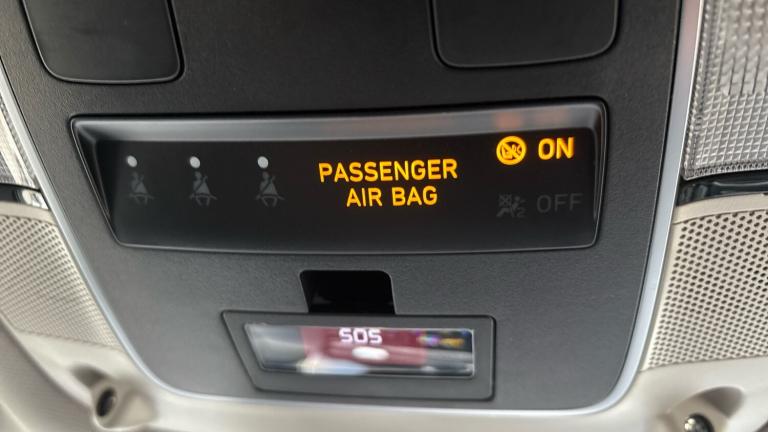 PASSENGER
AIR BAG
ON
OFF
SOS